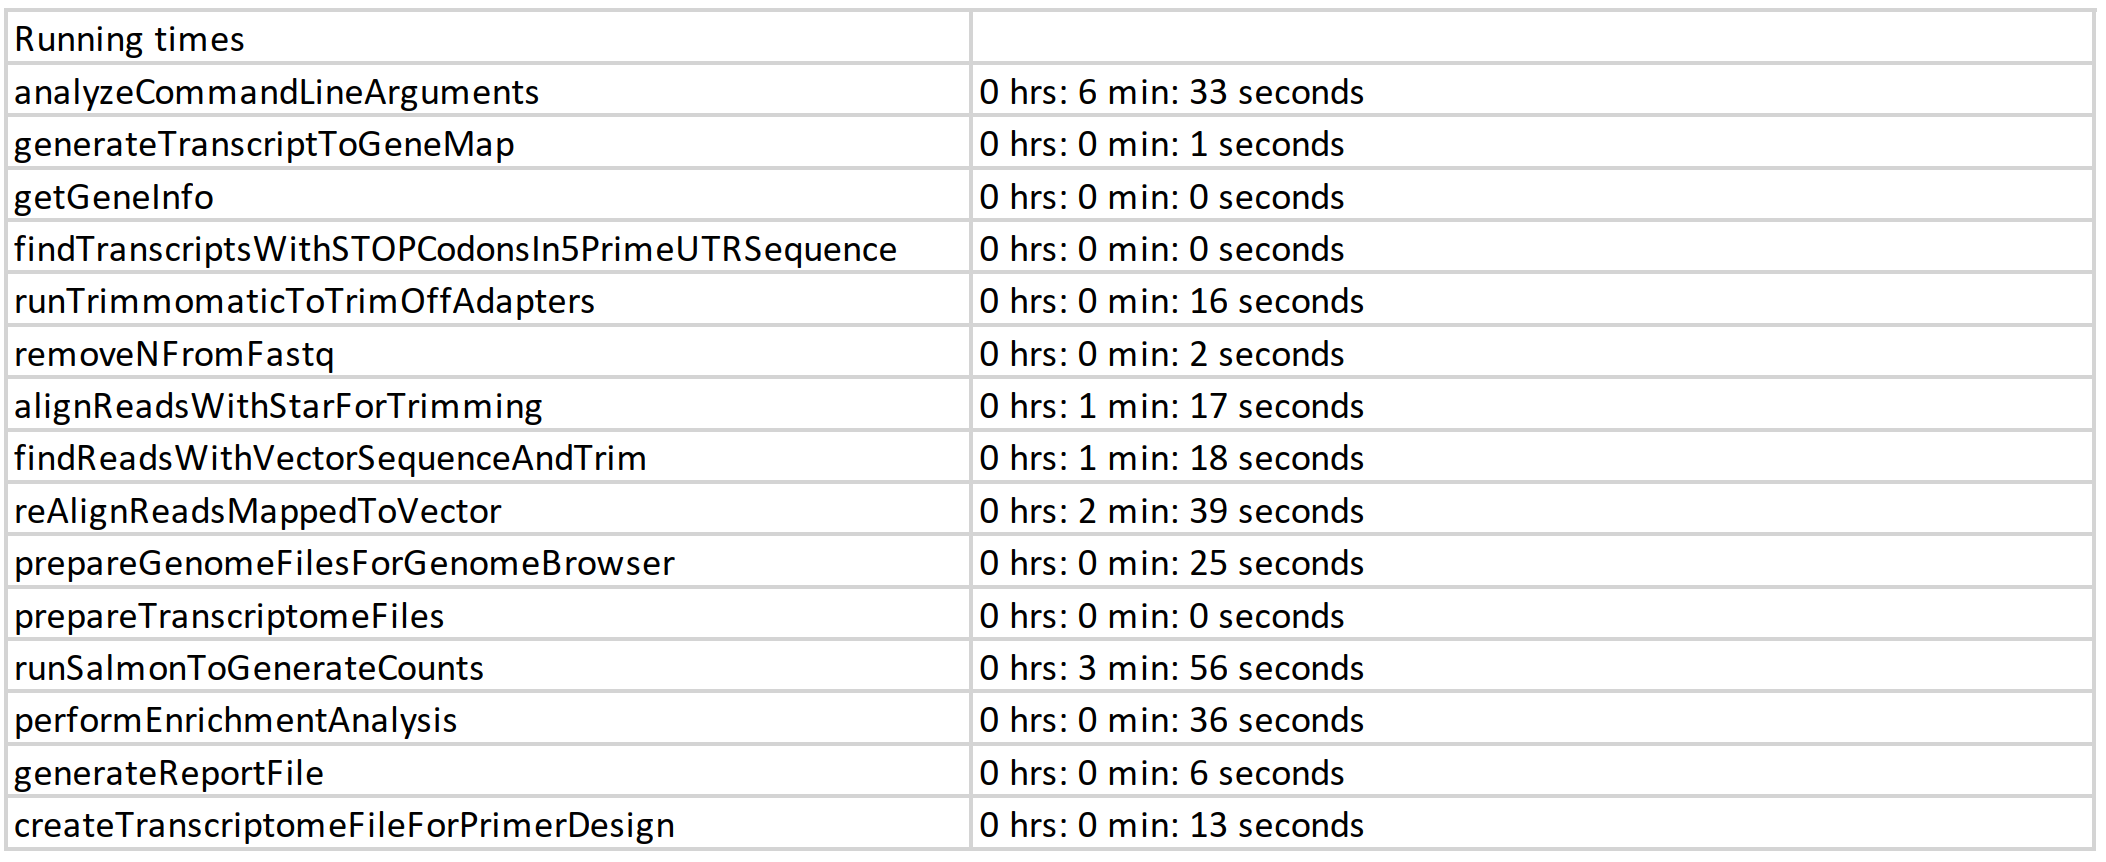 Running times
analyzeCommandLineArguments 0 hrs: 6 min: 33 seconds
generateTranscriptToGeneMap 0 hrs: 0 min: 1 seconds
getGeneInfo 0 hrs: 0 min: 0 seconds
findTranscriptsWithSTOPCodonsIn5PrimeUTRSequence 0 hrs: 0 min: 0 seconds
runTrimmomaticToTrimOffAdapters 0 hrs: 0 min: 16 seconds
removeNFromFastq 0 hrs: 0 min: 2 seconds
alignReadsWithStarForTrimming 0 hrs: 1 min: 17 seconds
findReadsWithVectorSequenceAndTrim 0 hrs: 1 min: 18 seconds
reAlignReadsMappedToVector 0 hrs: 2 min: 39 seconds
prepareGenomeFilesForGenomeBrowser 0 hrs: 0 min: 25 seconds
prepareTranscriptomeFiles 0 hrs: 0 min: 0 seconds
runSalmonToGenerateCounts 0 hrs: 3 min: 56 seconds
performEnrichmentAnalysis 0 hrs: 0 min: 36 seconds
generateReportFile 0 hrs: 0 min: 6 seconds
createTranscriptomeFileForPrimerDesign 0 hrs: 0 min: 13 seconds